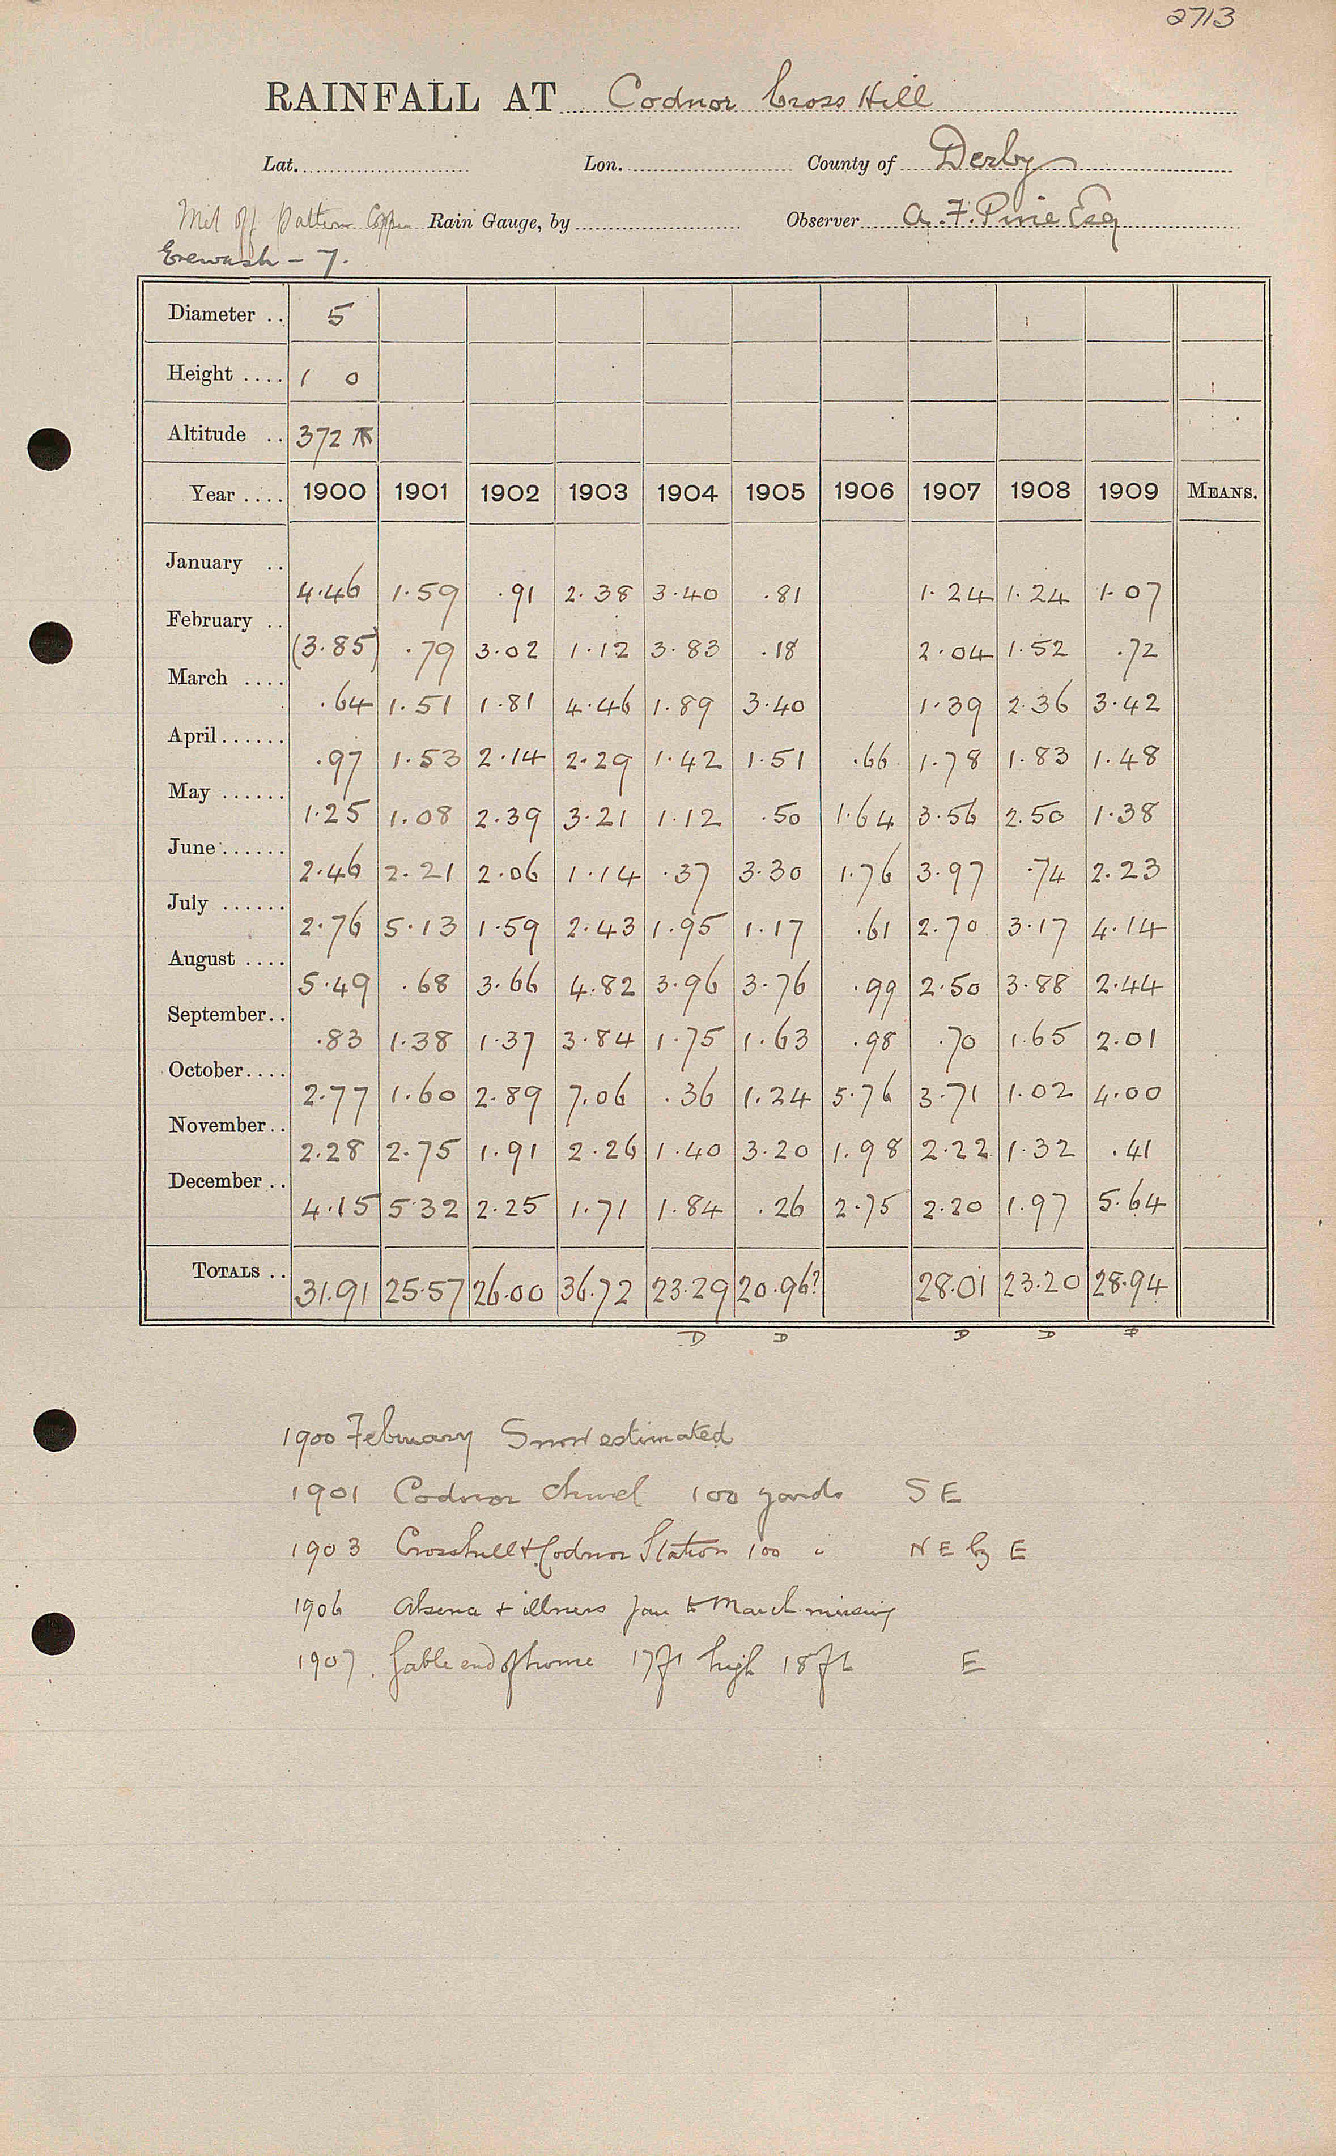 2713
RAINFALL AT Codnor Cross Hill
Lat. Lon. County of Derby
Met Off Pattern Copper Rain Gauge, by Observer A. F. Pirie Esq
Erewash - 7.
Diameter .. 5
Height .... 1 0
Altitude .. 372
Year .... 1900 1901 1902 1903 1904 1905 1906 1907 1908 1909 MEANS.
January .. 4.46 1.59 .91 2.38 3.40 .81 1.24 1.24 1.07
February .. (3.85) .79 3.02 1.12 3.83 .18 2.04 1.52 .72
March .... .64 1.51 1.81 4.46 1.89 3.40 1.39 2.36 3.42
April...... .97 1.53 2.14 2.29 1.42 1.51 .66 1.78 1.83 1.48
May ...... 1.25 1.08 2.39 3.21 1.12 .50 1.64 3.56 2.50 1.38
June ...... 2.46 2.21 2.06 1.14 .37 3.30 1.76 3.97 .74 2.23
July ...... 2.76 5.13 1.59 2.43 1.95 1.17 .61 2.70 3.17 4.14
August .... 5.49 .68 3.66 4.82 3.96 3.76 .99 2.50 3.88 2.44
September.. .83 1.38 1.37 3.84 1.75 1.63 .98 .70 1.65 2.01
October.... 2.77 1.60 2.89 7.06 .36 1.24 5.76 3.71 1.02 4.00
November.. 2.28 2.75 1.91 2.26 1.40 3.20 1.98 2.22 1.32 .41
December .. 4.15 5.32 2.25 1.71 1.84 .26 2.75 2.20 1.97 5.64
TOTALS .. 31.91 25.57 26.00 36.72 23.29 20.96? 28.01 23.20 28.94
D D D D D
1900 February Snow estimated
1901 Codnor Church 100 yards SE
1903 Crosshill & Codnor Station 100 " NE by E
1906 Absence & illness Jan to March missing
1907. Gable end of house 17ft high 18ft E